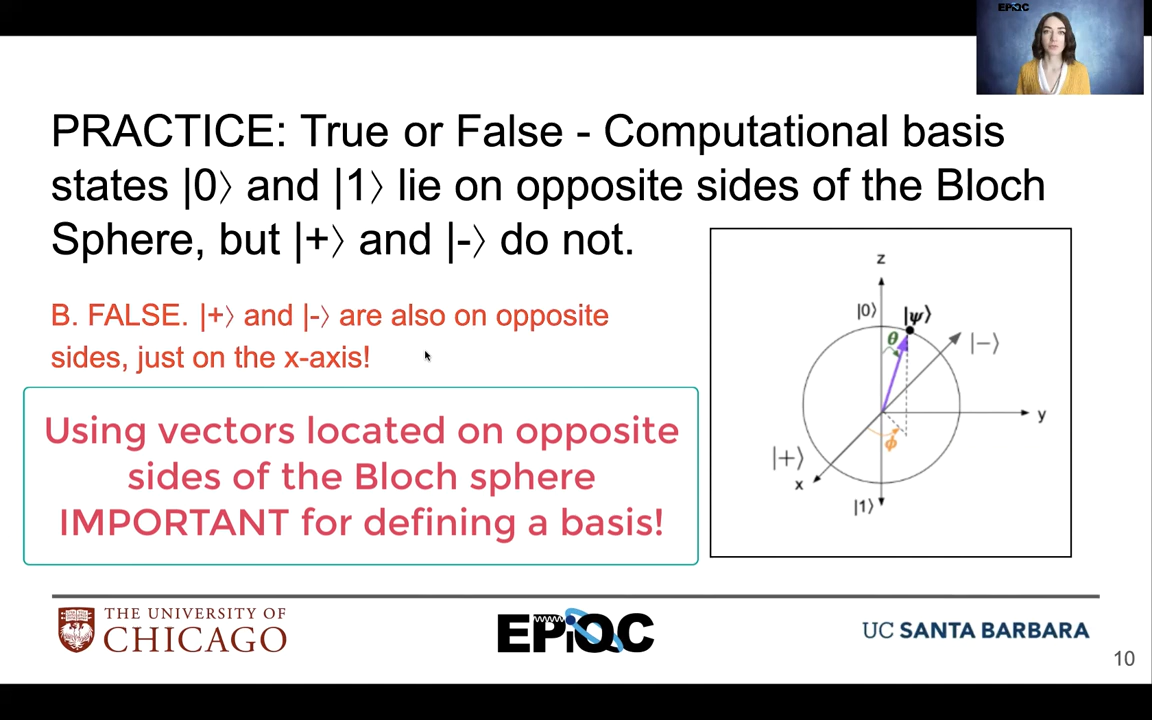 EPiQC
PRACTICE: True or False - Computational basis
states |0⟩ and |1⟩ lie on opposite sides of the Bloch
Sphere, but |+⟩ and |-⟩ do not.
B. FALSE. |+⟩ and |-⟩ are also on opposite
sides, just on the x-axis!
Using vectors located on opposite
sides of the Bloch sphere
IMPORTANT for defining a basis!
z
|0⟩
|ψ⟩
θ
|−⟩
y
ϕ
|+⟩
x
|1⟩
THE UNIVERSITY OF
CHICAGO
EPiQC
UC SANTA BARBARA
10